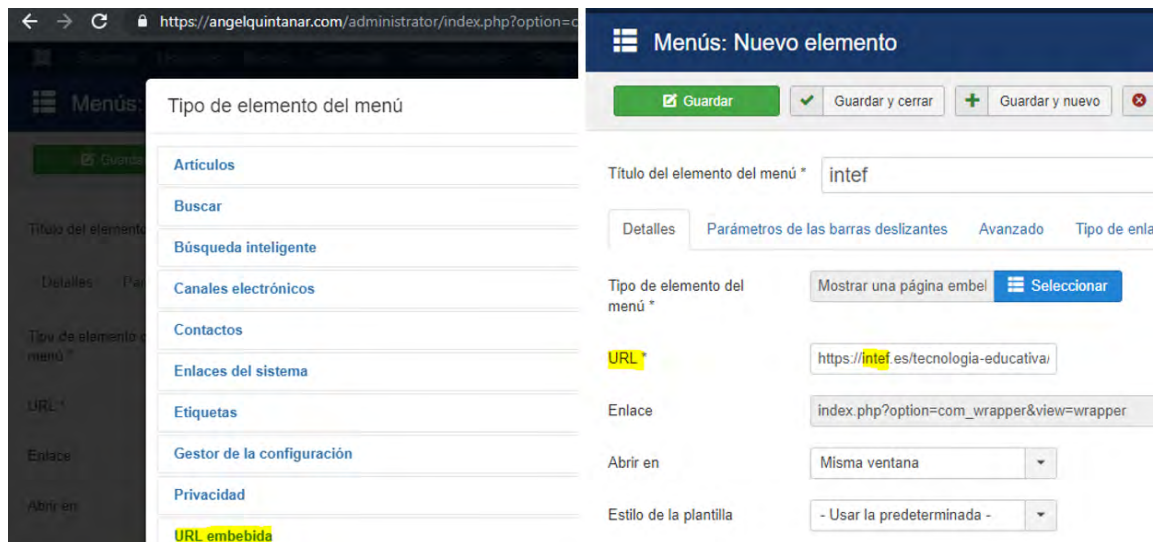 https://angelquintanar.com/administrator/index.php?option=c
Menús:
Tipo de elemento del menú
Guarda
Artículos
Buscar
Título del elemento
Búsqueda inteligente
Detalles Par
Canales electrónicos
Contactos
Tipo de elemento d
menú *
Enlaces del sistema
URL *
Etiquetas
Enlace
Gestor de la configuración
Privacidad
Abrir en
URL embebida
Menús: Nuevo elemento
Guardar
Guardar y cerrar
Guardar y nuevo
Título del elemento del menú * intef
Detalles Parámetros de las barras deslizantes Avanzado Tipo de enla
Tipo de elemento del
menú *
Mostrar una página embel Seleccionar
URL * https://intef.es/tecnologia-educativa/
Enlace index.php?option=com_wrapper&view=wrapper
Abrir en Misma ventana
Estilo de la plantilla - Usar la predeterminada -